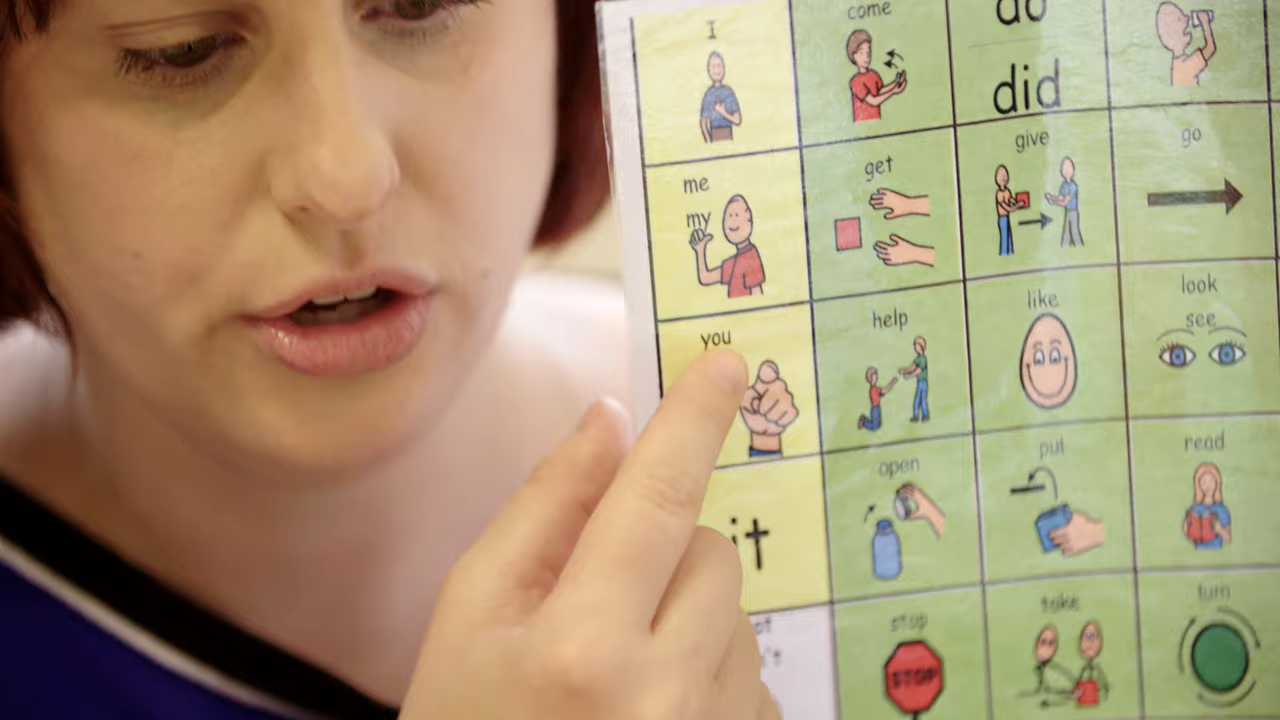 I
come
do
did
me
my
get
give
go
you
help
like
look
see
it
open
put
read
stop
STOP
take
turn